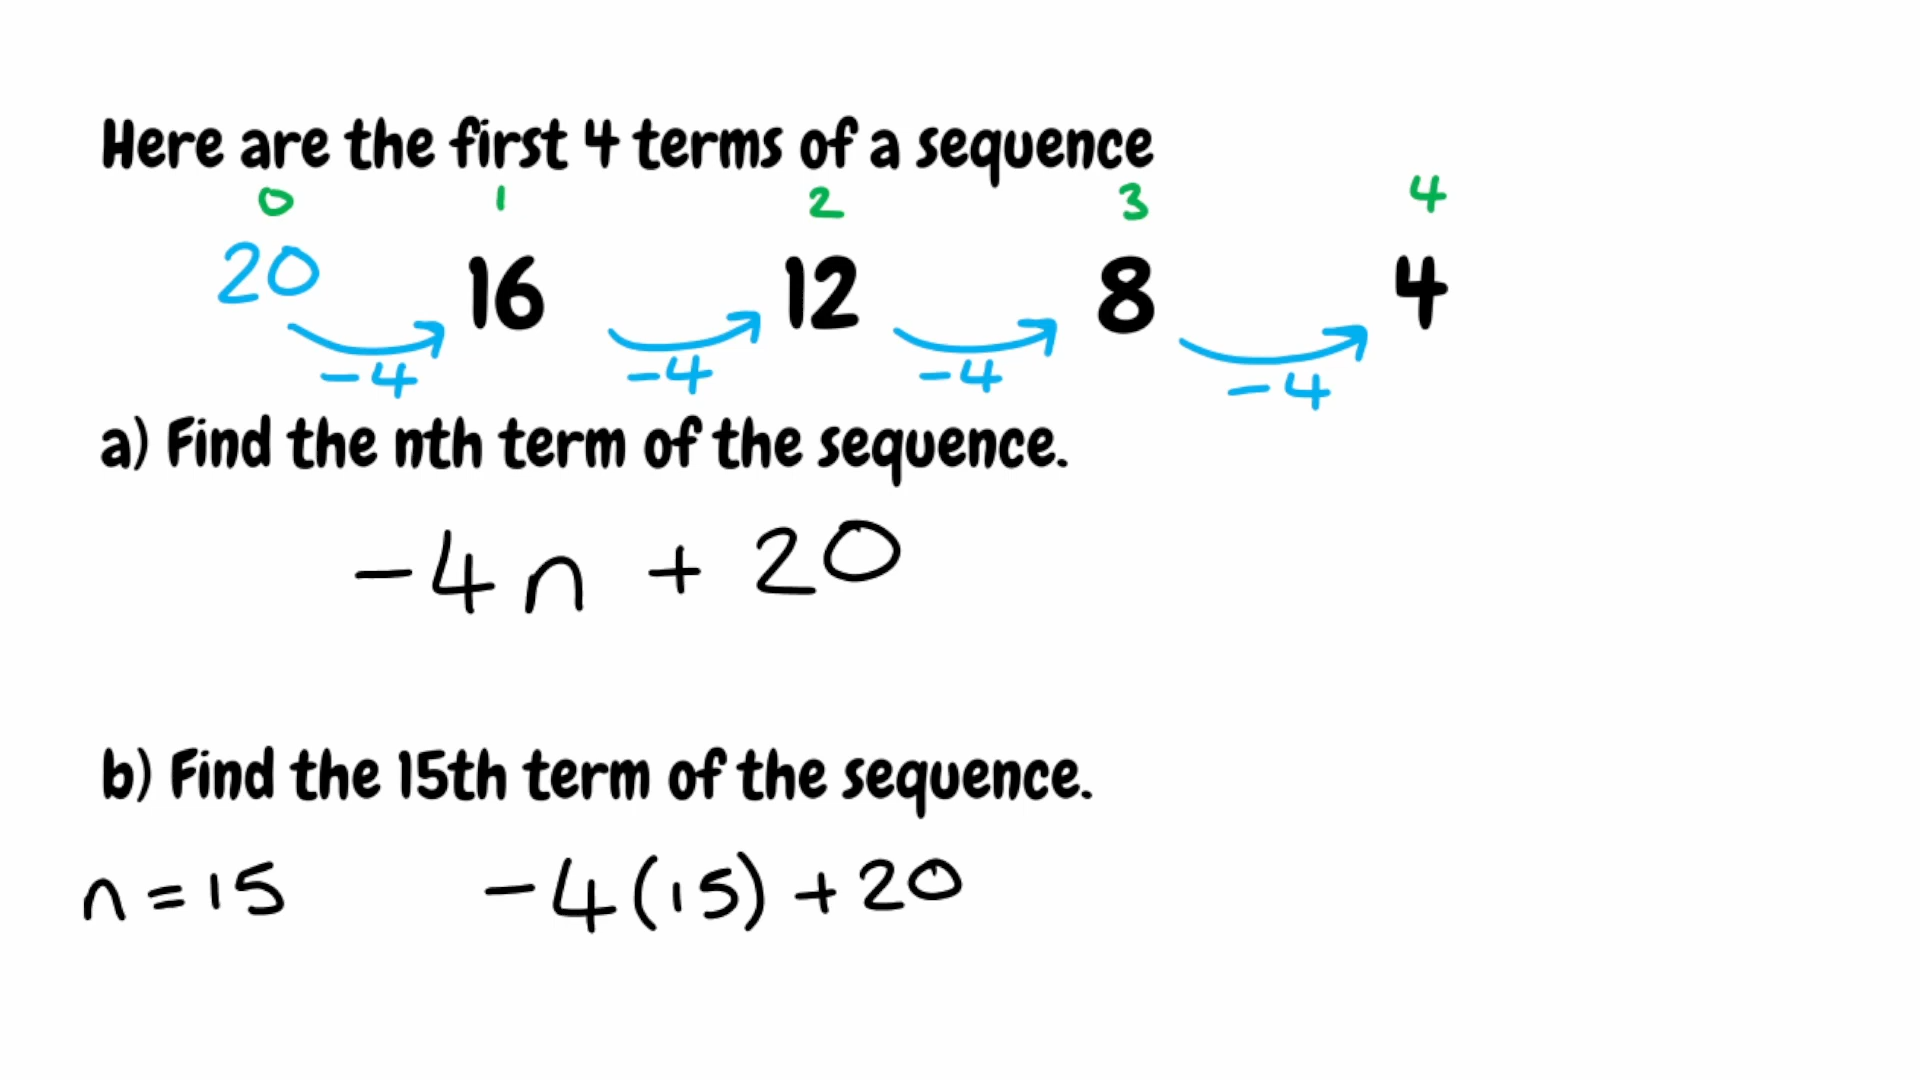 Here are the first 4 terms of a sequence
0 1 2 3 4
20 16 12 8 4
-4 -4 -4 -4
a) Find the nth term of the sequence.
-4n + 20
b) Find the 15th term of the sequence.
n = 15 -4(15) + 20